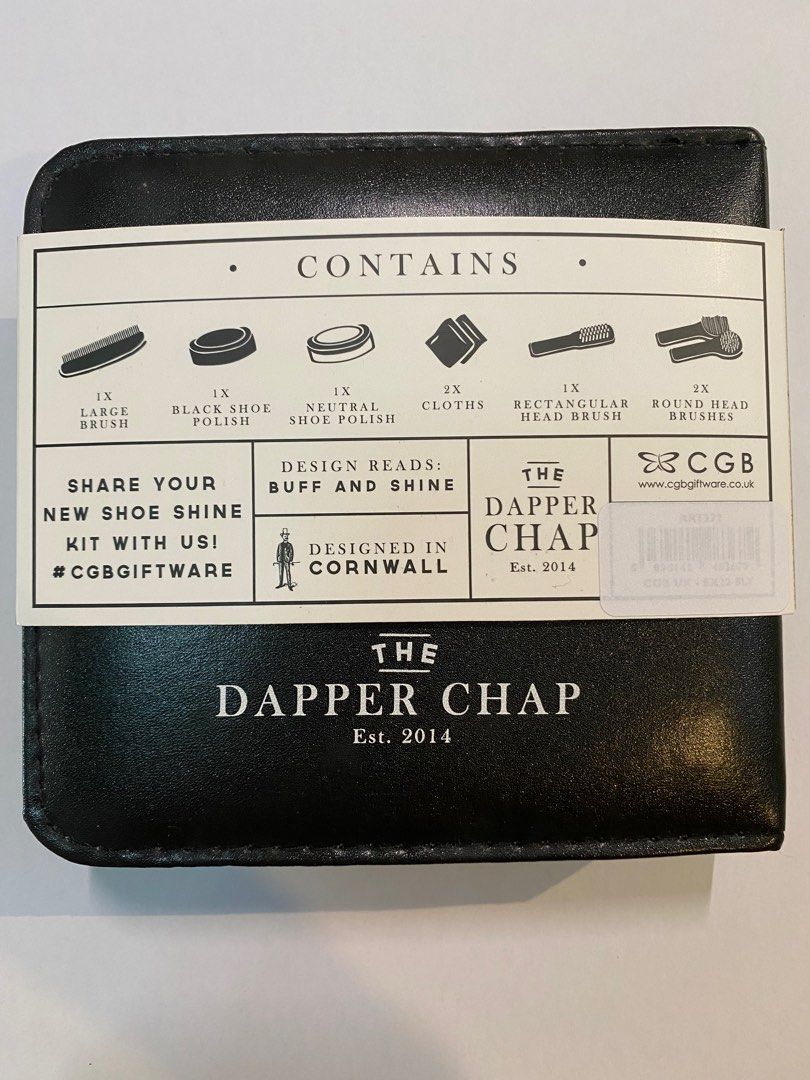 • CONTAINS •
1X
LARGE
BRUSH
1X
BLACK SHOE
POLISH
1X
NEUTRAL
SHOE POLISH
2X
CLOTHS
1X
RECTANGULAR
HEAD BRUSH
2X
ROUND HEAD
BRUSHES
SHARE YOUR
NEW SHOE SHINE
KIT WITH US!
#CGBGIFTWARE
DESIGN READS:
BUFF AND SHINE
DESIGNED IN
CORNWALL
THE
DAPPER
CHAP
Est. 2014
CGB
www.cgbgiftware.co.uk
THE
DAPPER CHAP
Est. 2014